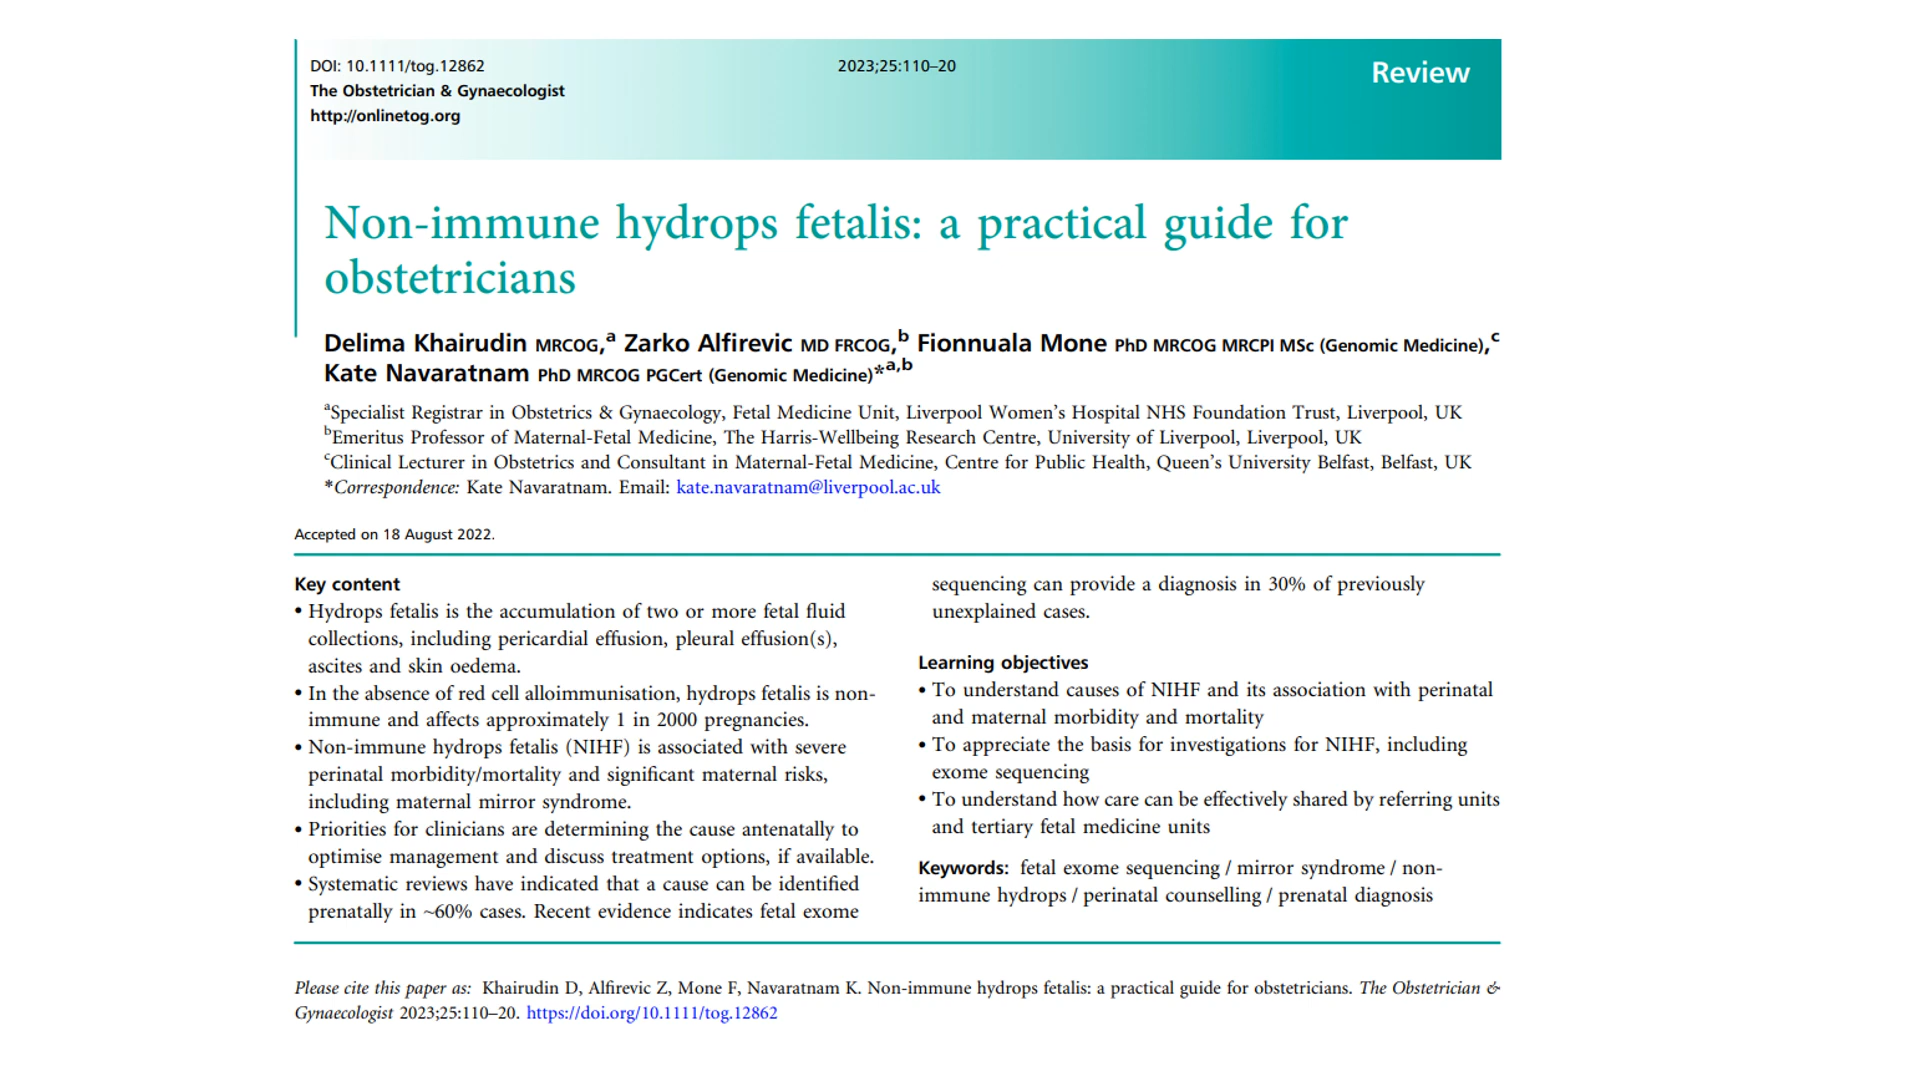 DOI: 10.1111/tog.12862
The Obstetrician & Gynaecologist
http://onlinetog.org
2023;25:110–20
Review
Non-immune hydrops fetalis: a practical guide for
obstetricians
Delima Khairudin MRCOG,a Zarko Alfirevic MD FRCOG,b Fionnuala Mone PhD MRCOG MRCPI MSc (Genomic Medicine),c
Kate Navaratnam PhD MRCOG PGCert (Genomic Medicine)*a,b
aSpecialist Registrar in Obstetrics & Gynaecology, Fetal Medicine Unit, Liverpool Women's Hospital NHS Foundation Trust, Liverpool, UK
bEmeritus Professor of Maternal-Fetal Medicine, The Harris-Wellbeing Research Centre, University of Liverpool, Liverpool, UK
cClinical Lecturer in Obstetrics and Consultant in Maternal-Fetal Medicine, Centre for Public Health, Queen's University Belfast, Belfast, UK
*Correspondence: Kate Navaratnam. Email: kate.navaratnam@liverpool.ac.uk
Accepted on 18 August 2022.
Key content
• Hydrops fetalis is the accumulation of two or more fetal fluid
collections, including pericardial effusion, pleural effusion(s),
ascites and skin oedema.
• In the absence of red cell alloimmunisation, hydrops fetalis is non-
immune and affects approximately 1 in 2000 pregnancies.
• Non-immune hydrops fetalis (NIHF) is associated with severe
perinatal morbidity/mortality and significant maternal risks,
including maternal mirror syndrome.
• Priorities for clinicians are determining the cause antenatally to
optimise management and discuss treatment options, if available.
• Systematic reviews have indicated that a cause can be identified
prenatally in ~60% cases. Recent evidence indicates fetal exome
sequencing can provide a diagnosis in 30% of previously
unexplained cases.
Learning objectives
• To understand causes of NIHF and its association with perinatal
and maternal morbidity and mortality
• To appreciate the basis for investigations for NIHF, including
exome sequencing
• To understand how care can be effectively shared by referring units
and tertiary fetal medicine units
Keywords: fetal exome sequencing / mirror syndrome / non-
immune hydrops / perinatal counselling / prenatal diagnosis
Please cite this paper as: Khairudin D, Alfirevic Z, Mone F, Navaratnam K. Non-immune hydrops fetalis: a practical guide for obstetricians. The Obstetrician &
Gynaecologist 2023;25:110–20. https://doi.org/10.1111/tog.12862